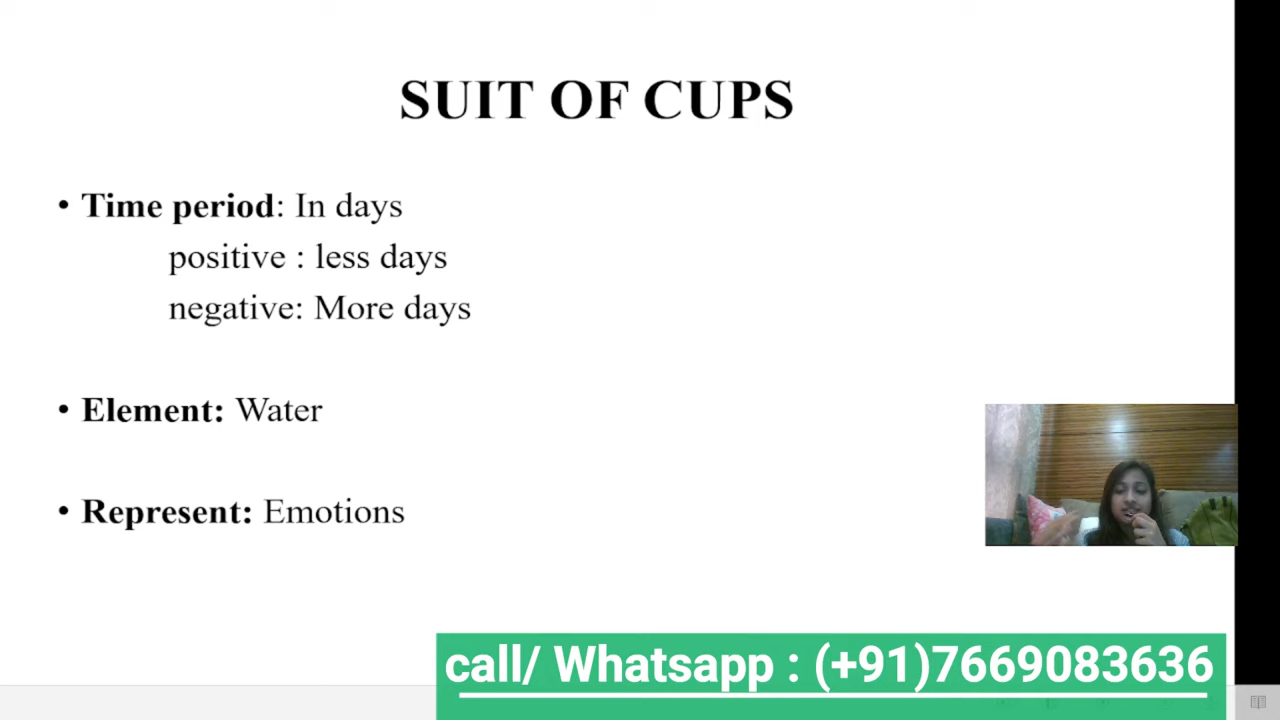 SUIT OF CUPS
• Time period: In days
positive : less days
negative: More days
• Element: Water
• Represent: Emotions
call/ Whatsapp : (+91)7669083636